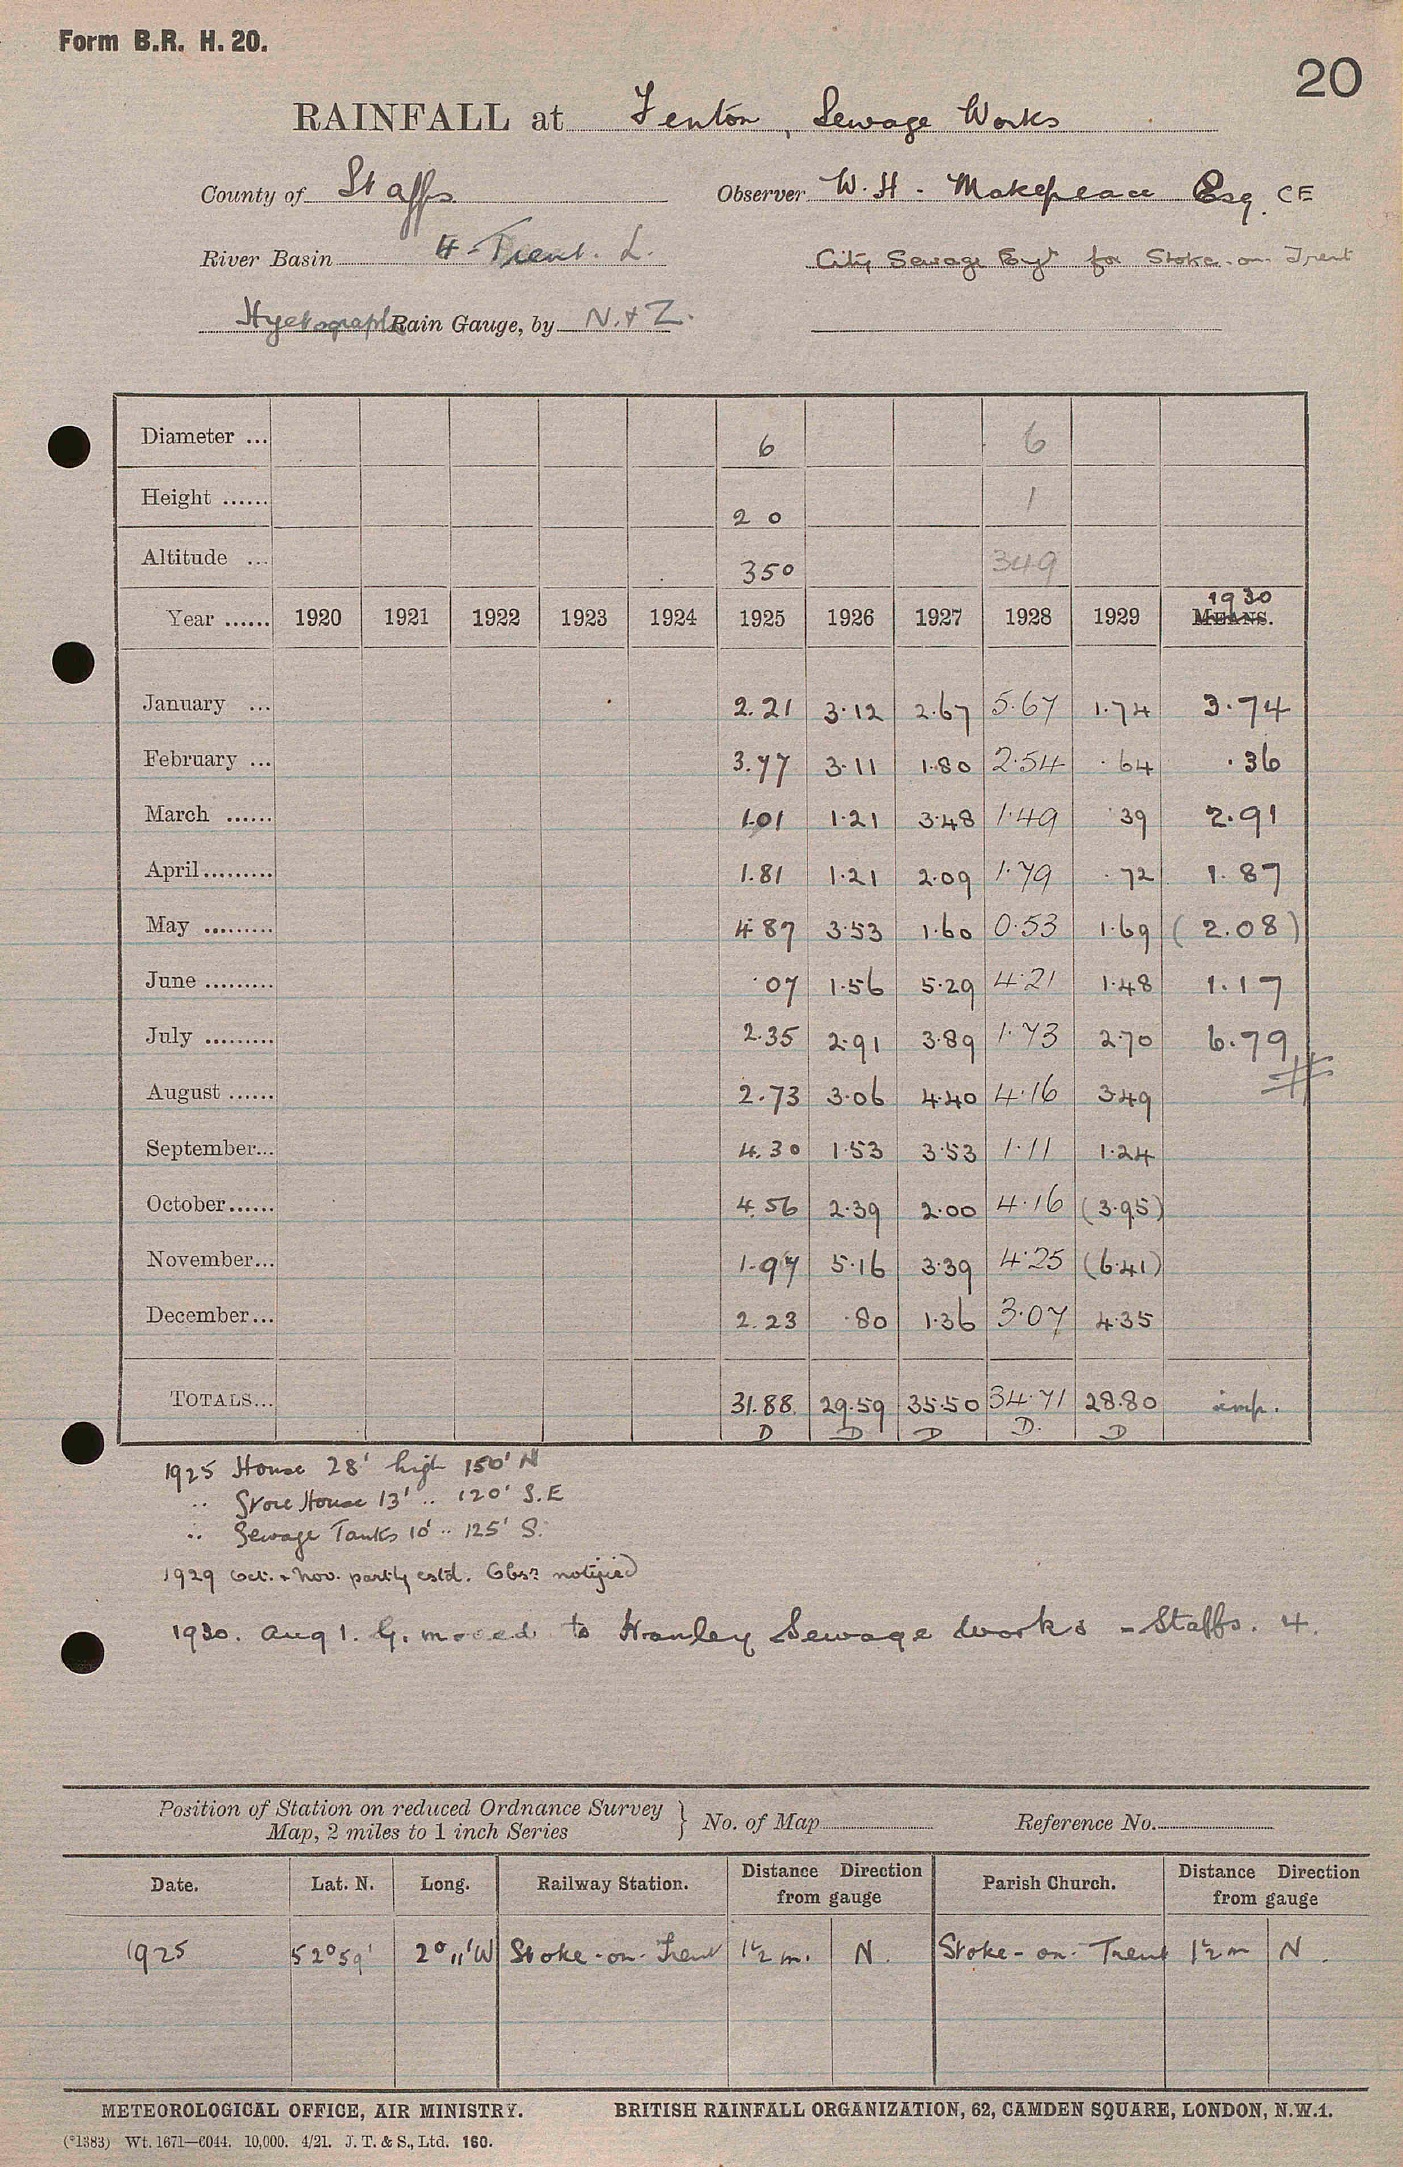 Form B.R. H. 20.
20
RAINFALL at Fenton, Sewage Works
County of Staffs Observer W. H. Makepeace Esq. CE
River Basin 4 - Trent. L. City Sewage Engr for Stoke-on-Trent
Hyetograph Rain Gauge, by N. & Z.
Diameter ... 6 6
Height ...... 2 0 1
Altitude ... 350 349
1930
Year ...... 1920 1921 1922 1923 1924 1925 1926 1927 1928 1929 MEANS.
January ... 2.21 3.12 2.67 5.67 1.74 3.74
February ... 3.77 3.11 1.80 2.54 .64 .36
March ...... 1.01 1.21 3.48 1.49 .39 2.91
April ......... 1.81 1.21 2.09 1.79 .72 1.87
May ......... 4.87 3.53 1.60 0.53 1.69 (2.08)
June ......... .07 1.56 5.29 4.21 1.48 1.17
July ......... 2.35 2.91 3.89 1.73 2.70 6.79
August ...... 2.73 3.06 4.40 4.16 3.49
September... 4.30 1.53 3.53 1.11 1.24
October...... 4.56 2.39 2.00 4.16 (3.95)
November... 1.97 5.16 3.39 4.25 (6.41)
December... 2.23 .80 1.36 3.07 4.35
TOTALS... 31.88 29.59 35.50 34.71 28.80 imp.
D D D D. D
1925 House 28' high 150' N
.. Store House 13' .. 120' S.E
.. Sewage Tanks 10' .. 125' S.
1929 Oct. & Nov. partly estd. Obsr. notified
1930. Aug 1. G. moved to Hanley Sewage Works - Staffs. 4.
Position of Station on reduced Ordnance Survey
Map, 2 miles to 1 inch Series } No. of Map Reference No.
Date. Lat. N. Long. Railway Station. Distance Direction from gauge Parish Church. Distance Direction from gauge
1925 52°59' 2°11'W Stoke-on-Trent 1½ m. N. Stoke-on-Trent 1½ m N.
METEOROLOGICAL OFFICE, AIR MINISTRY. BRITISH RAINFALL ORGANIZATION, 62, CAMDEN SQUARE, LONDON, N.W.1.
(*1383) Wt. 1671—C044. 10,000. 4/21. J. T. & S., Ltd. 160.